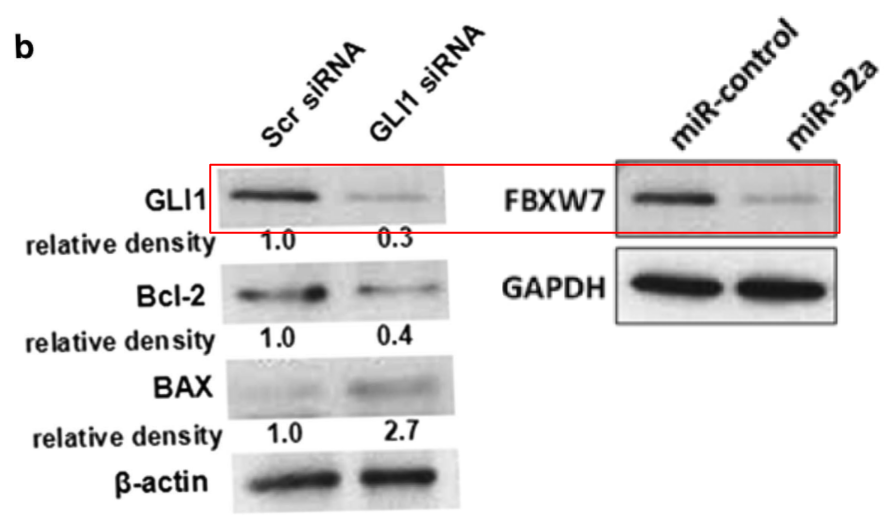 b
Scr siRNA
GLI1 siRNA
GLI1
relative density
1.0
0.3
Bcl-2
relative density
1.0
0.4
BAX
relative density
1.0
2.7
β-actin
miR-control
miR-92a
FBXW7
GAPDH